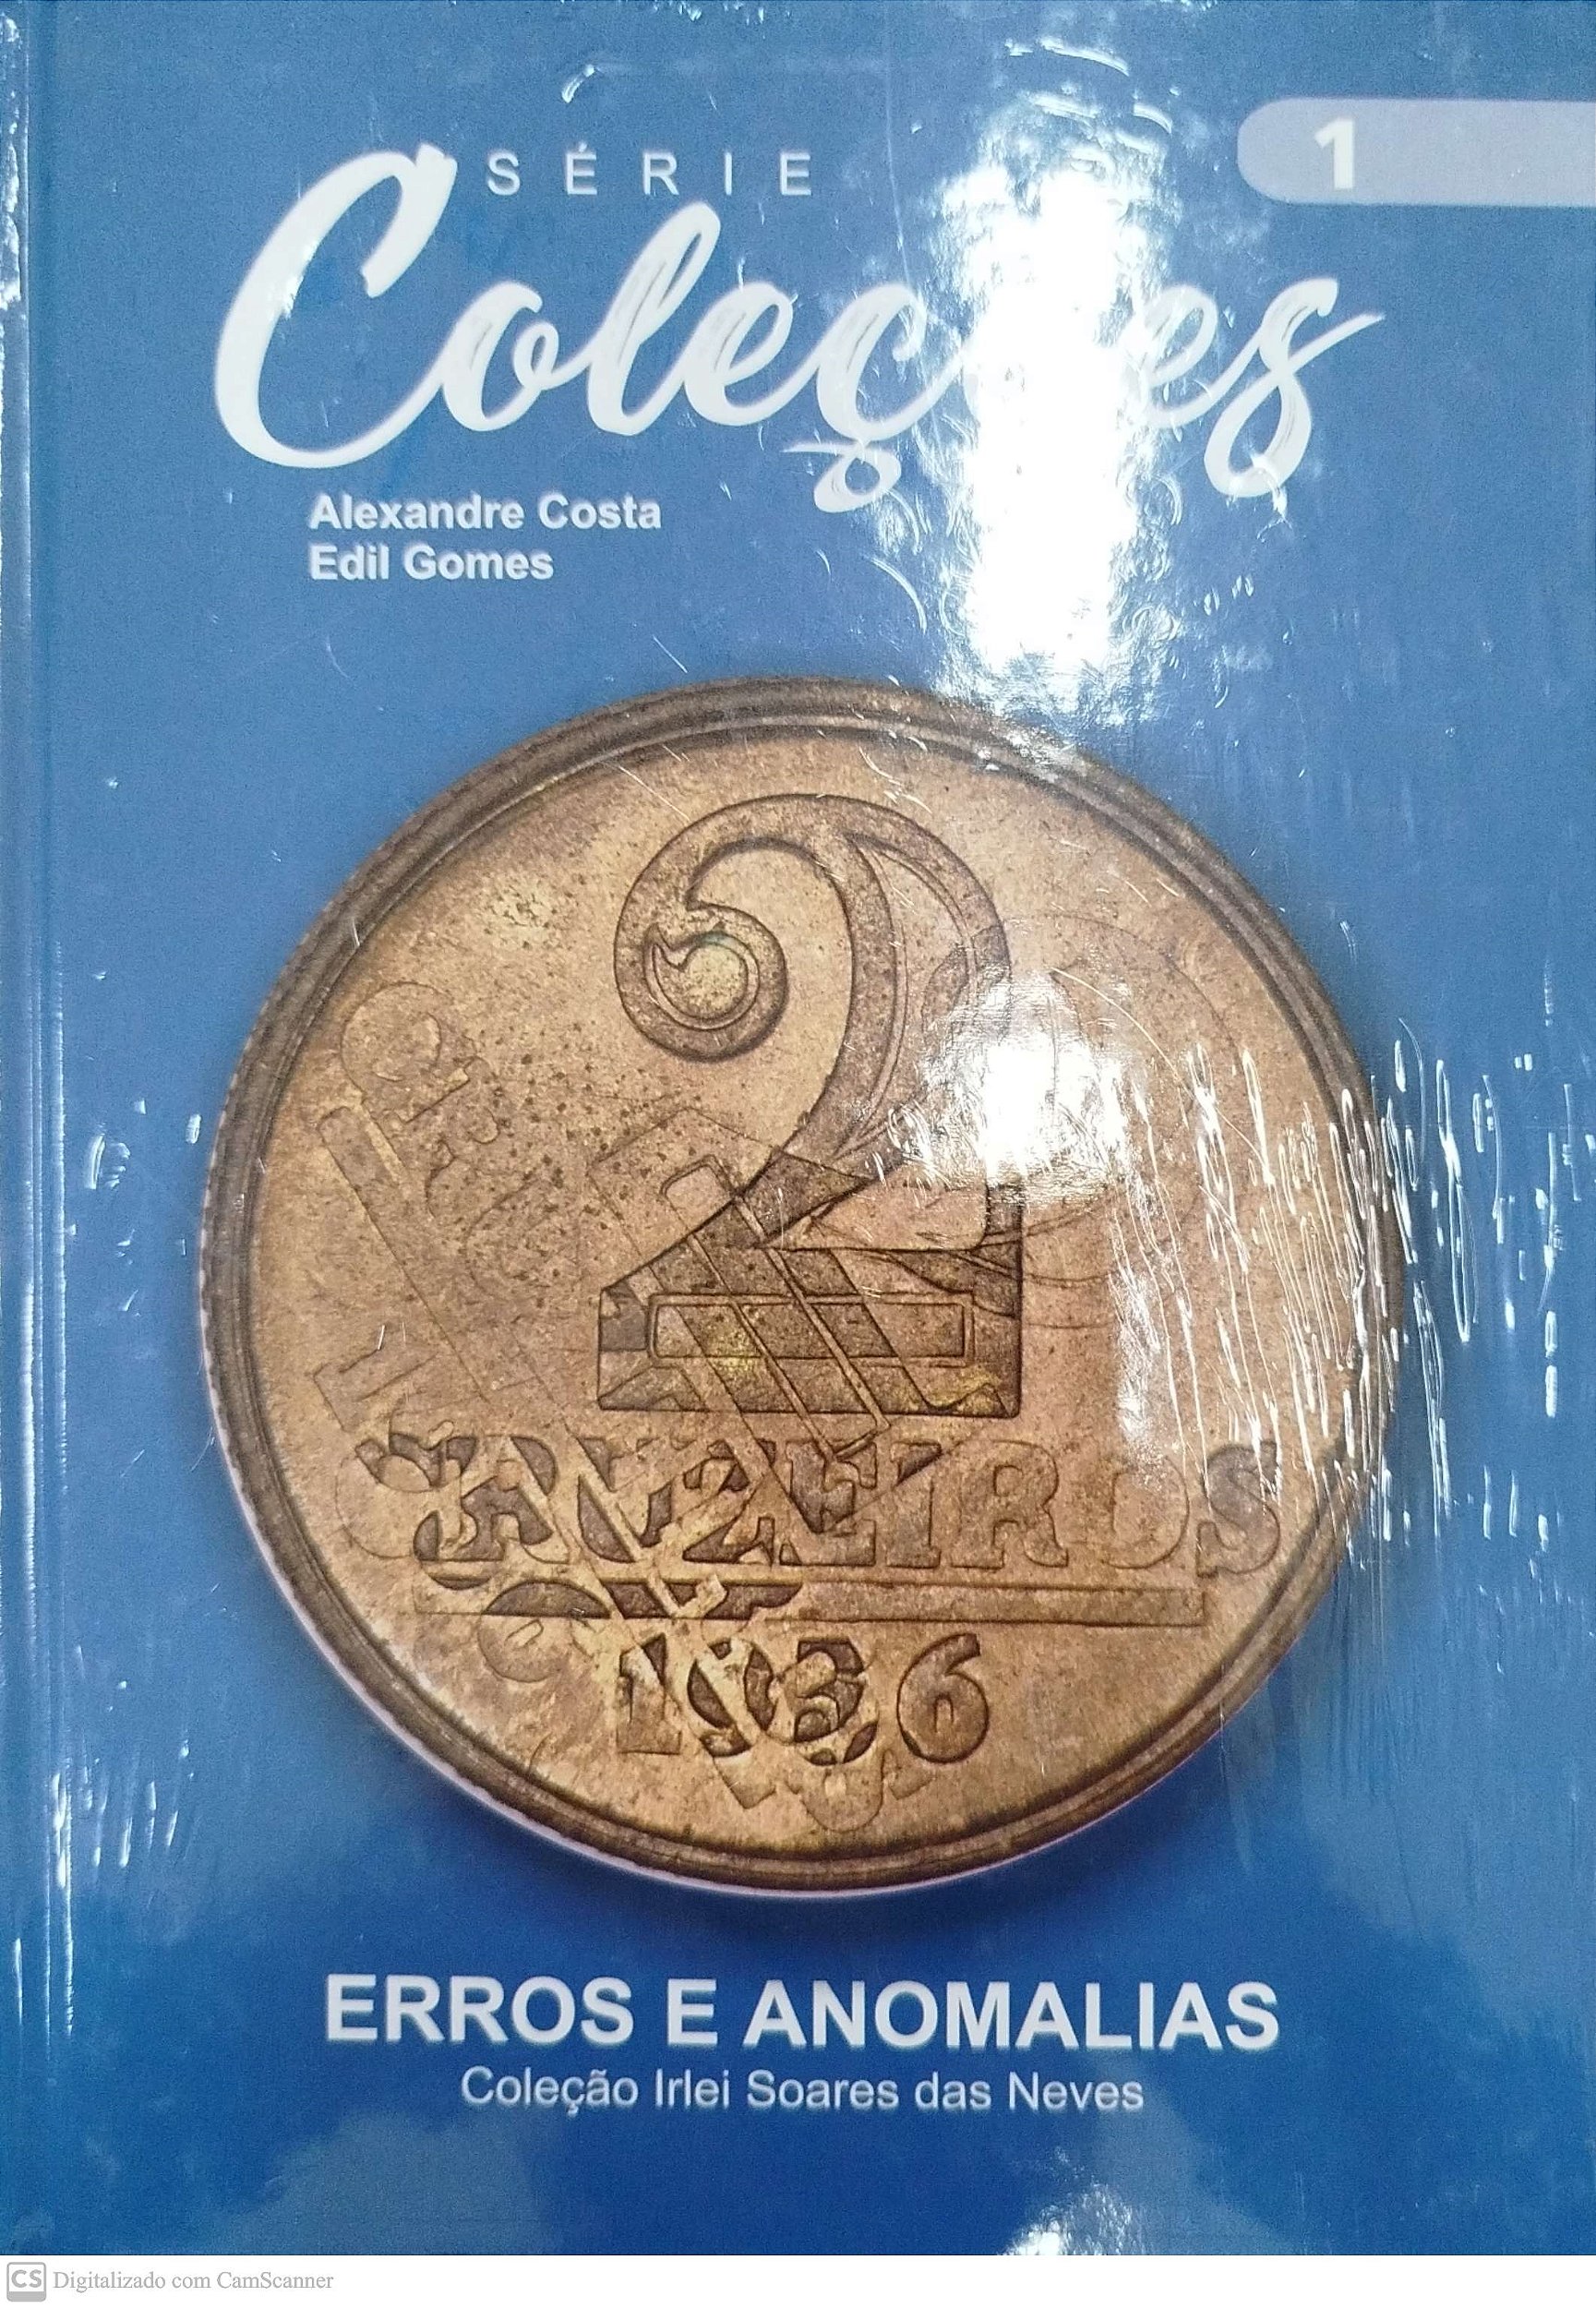 SÉRIE
1
Coleções
Alexandre Costa
Edil Gomes
2
CRUZEIROS
ERROS E ANOMALIAS
Coleção Irlei Soares das Neves
CS Digitalizado com CamScanner